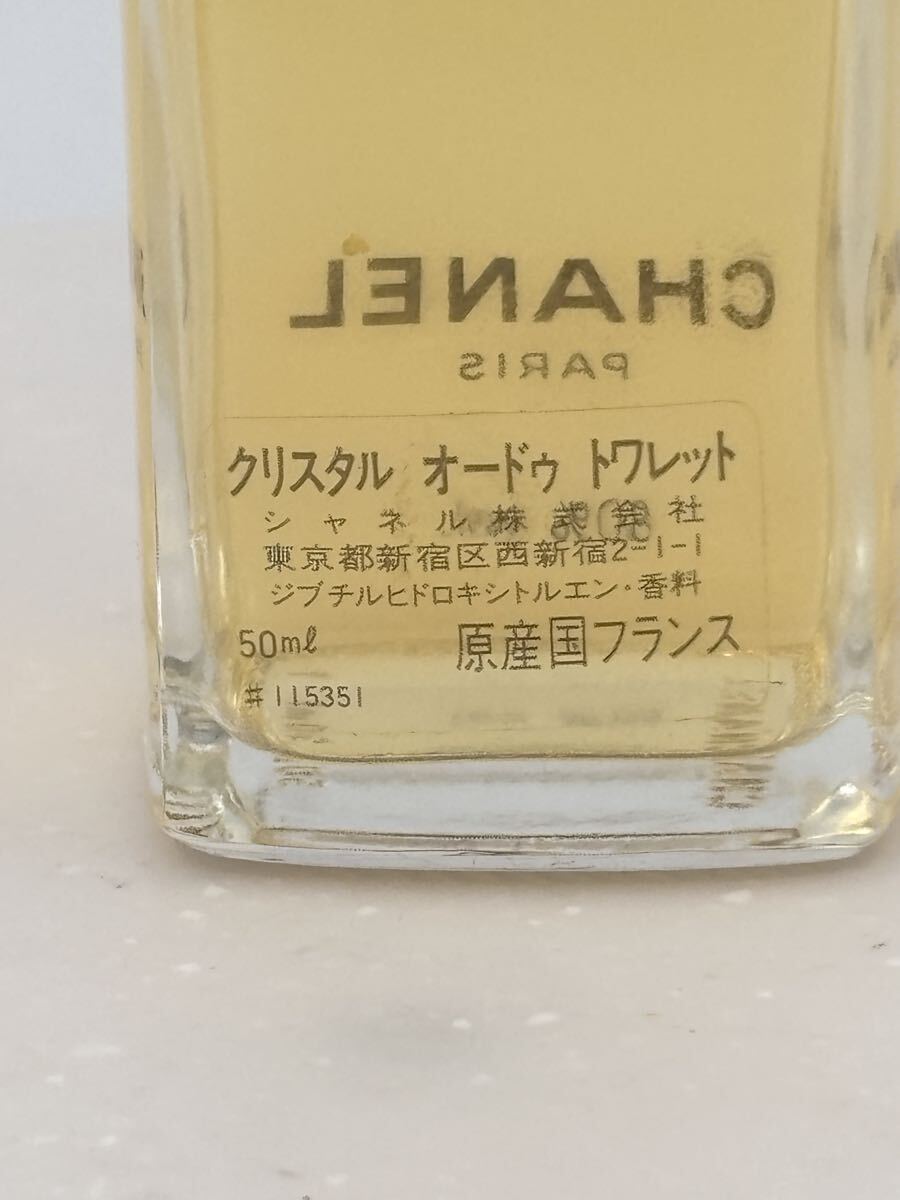 CHANEL
PARIS
クリスタル オードゥ トワレット
シャネル株式会社
東京都新宿区西新宿2-1-1
ジブチルヒドロキシトルエン・香料
50ml 原産国フランス
#115351